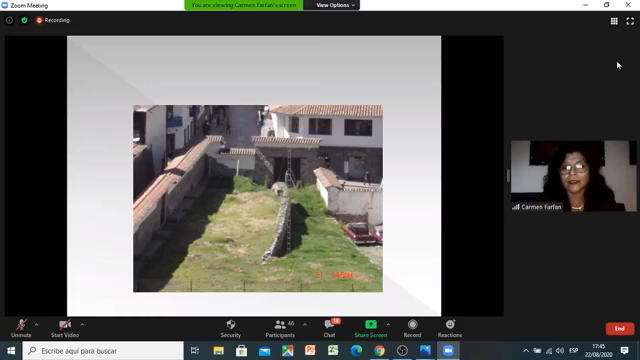 Zoom Meeting
You are viewing Carmen Farfan's screen
View Options
Recording
Carmen Farfan
Unmute
Start Video
Security
46
Participants
Chat
Share Screen
Record
Reactions
End
Escribe aquí para buscar
ESP
17:45
22/08/2020